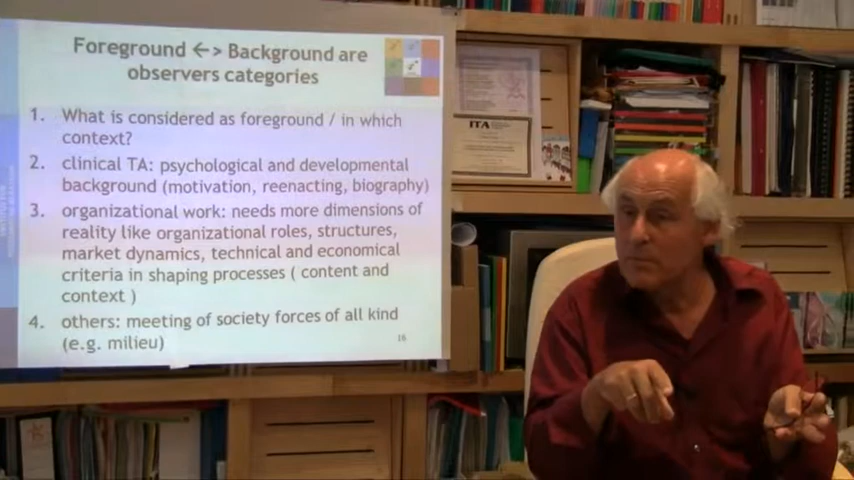 Foreground <-> Background are
observers categories
1. What is considered as foreground / in which
context?
2. clinical TA: psychological and developmental
background (motivation, reenacting, biography)
3. organizational work: needs more dimensions of
reality like organizational roles, structures,
market dynamics, technical and economical
criteria in shaping processes ( content and
context )
4. others: meeting of society forces of all kind
(e.g. milieu)
16
ITA